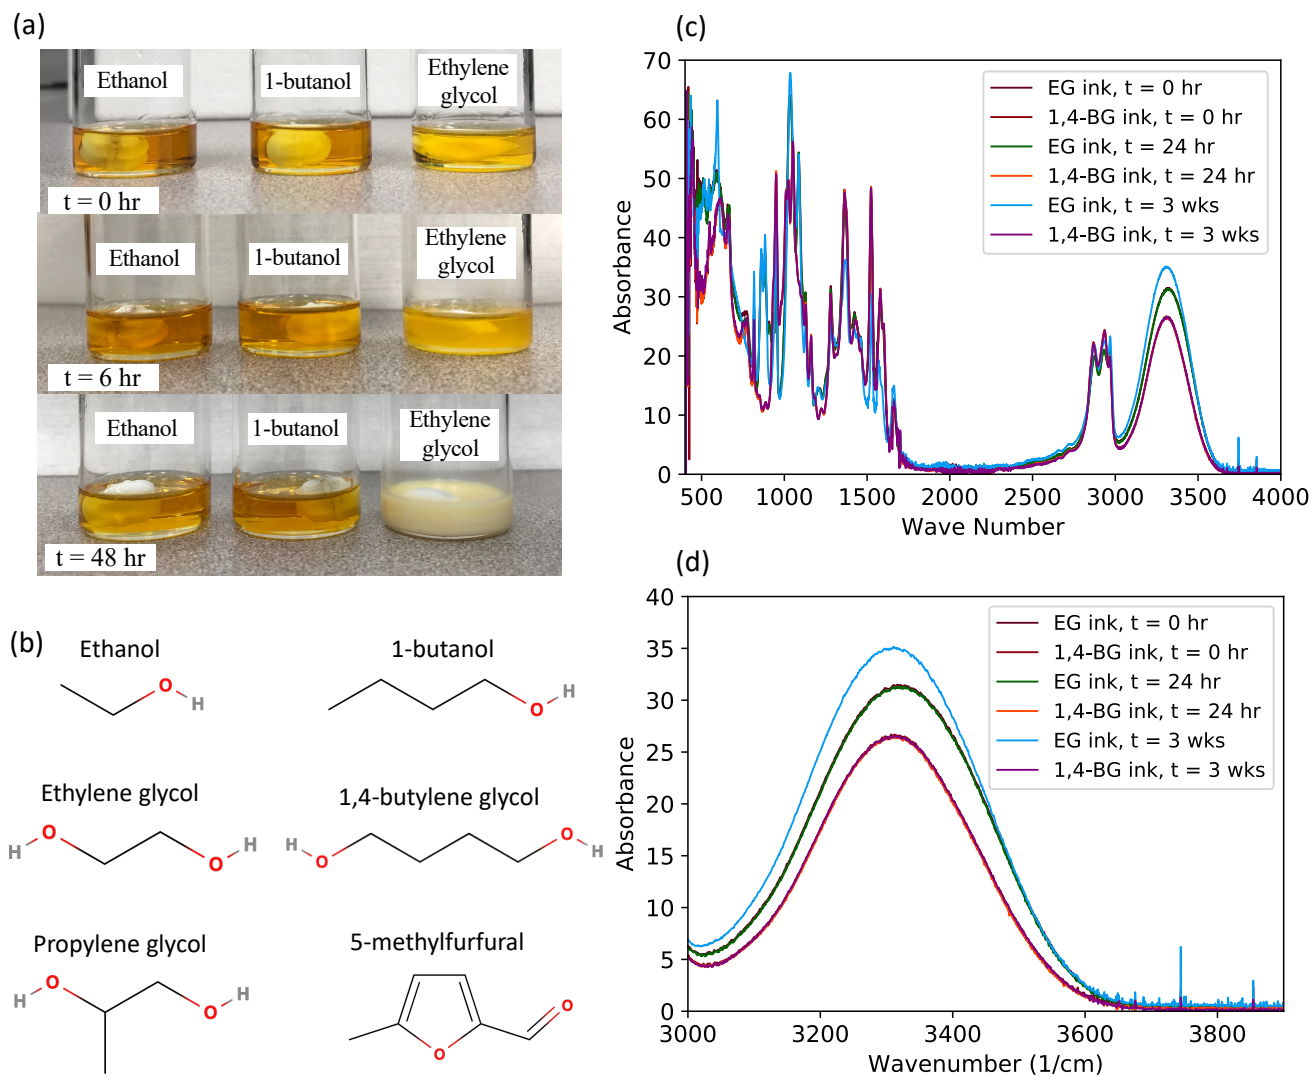 (a)
Ethanol
1-butanol
Ethylene
glycol
t = 0 hr
Ethanol
1-butanol
Ethylene
glycol
t = 6 hr
Ethanol
1-butanol
Ethylene
glycol
t = 48 hr
(b)
Ethanol
O
H
1-butanol
H
O
Ethylene glycol
H
O
O
H
1,4-butylene glycol
H
O
O
H
Propylene glycol
H
O
O
H
5-methylfurfural
O
O
(c)
70
60
50
40
30
20
10
0
Absorbance
EG ink, t = 0 hr
1,4-BG ink, t = 0 hr
EG ink, t = 24 hr
1,4-BG ink, t = 24 hr
EG ink, t = 3 wks
1,4-BG ink, t = 3 wks
500 1000 1500 2000 2500 3000 3500 4000
Wave Number
(d)
40
35
30
25
20
15
10
5
0
Absorbance
EG ink, t = 0 hr
1,4-BG ink, t = 0 hr
EG ink, t = 24 hr
1,4-BG ink, t = 24 hr
EG ink, t = 3 wks
1,4-BG ink, t = 3 wks
3000 3200 3400 3600 3800
Wavenumber (1/cm)